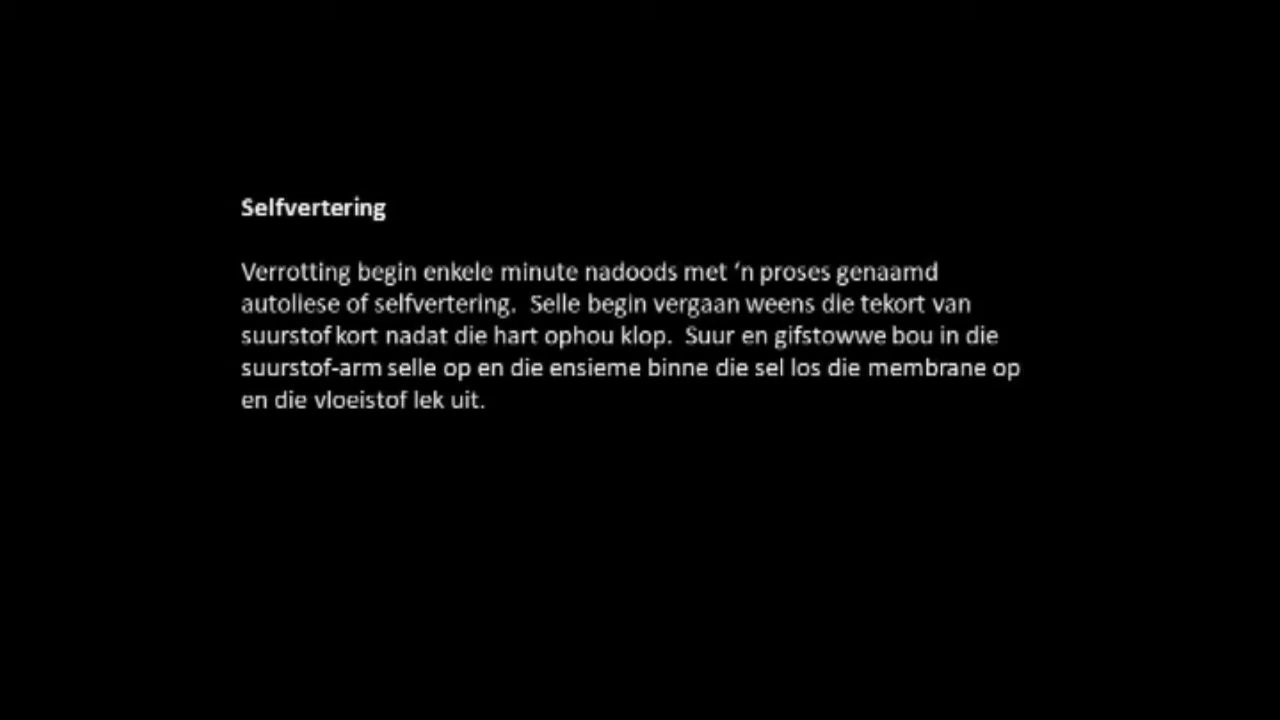 Selfvertering
Verrotting begin enkele minute nadoods met ‘n proses genaamd
autoliese of selfvertering.  Selle begin vergaan weens die tekort van
suurstof kort nadat die hart ophou klop.  Suur en gifstowwe bou in die
suurstof-arm selle op en die ensieme binne die sel los die membrane op
en die vloeistof lek uit.